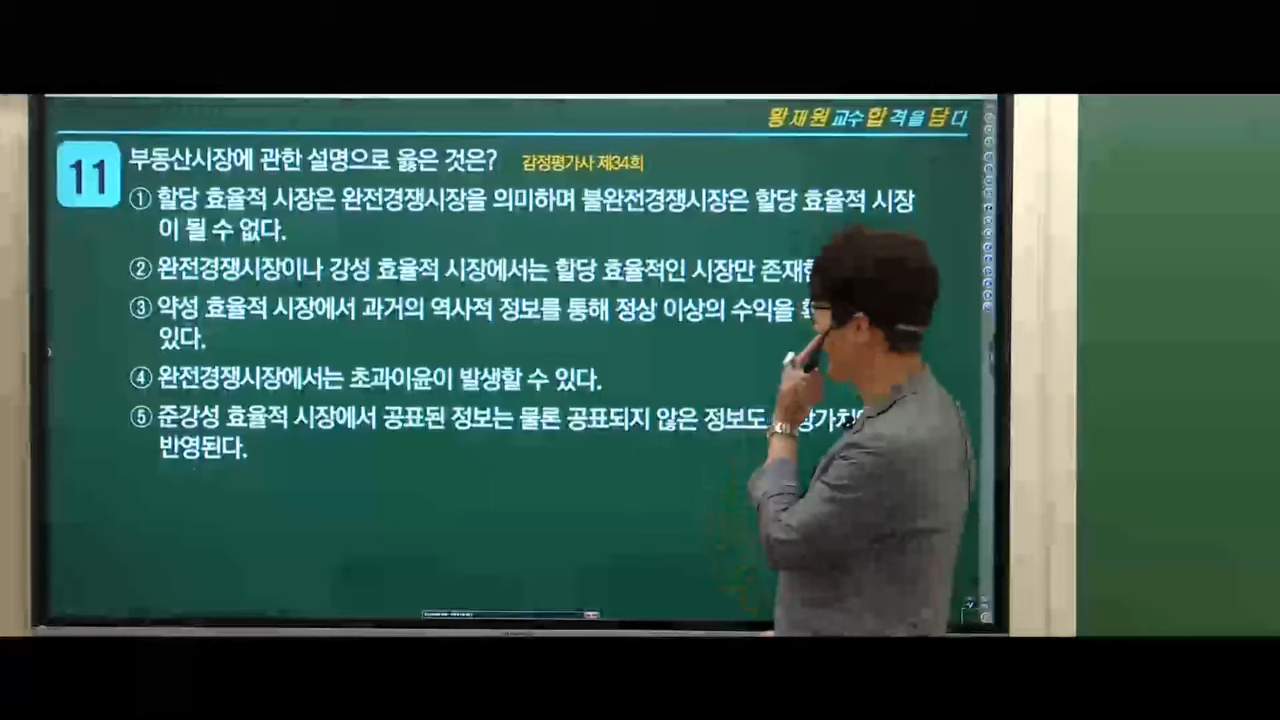 황재원 교수 합격을 담다
11 부동산시장에 관한 설명으로 옳은 것은? 감정평가사 제34회
① 할당 효율적 시장은 완전경쟁시장을 의미하며 불완전경쟁시장은 할당 효율적 시장
이 될 수 없다.
② 완전경쟁시장이나 강성 효율적 시장에서는 할당 효율적인 시장만
③ 약성 효율적 시장에서 과거의 역사적 정보를 통해 정상 이상의 수익을
있다.
④ 완전경쟁시장에서는 초과이윤이 발생할 수 있다.
⑤ 준강성 효율적 시장에서 공표된 정보는 물론 공표되지 않은 정보도
반영된다.